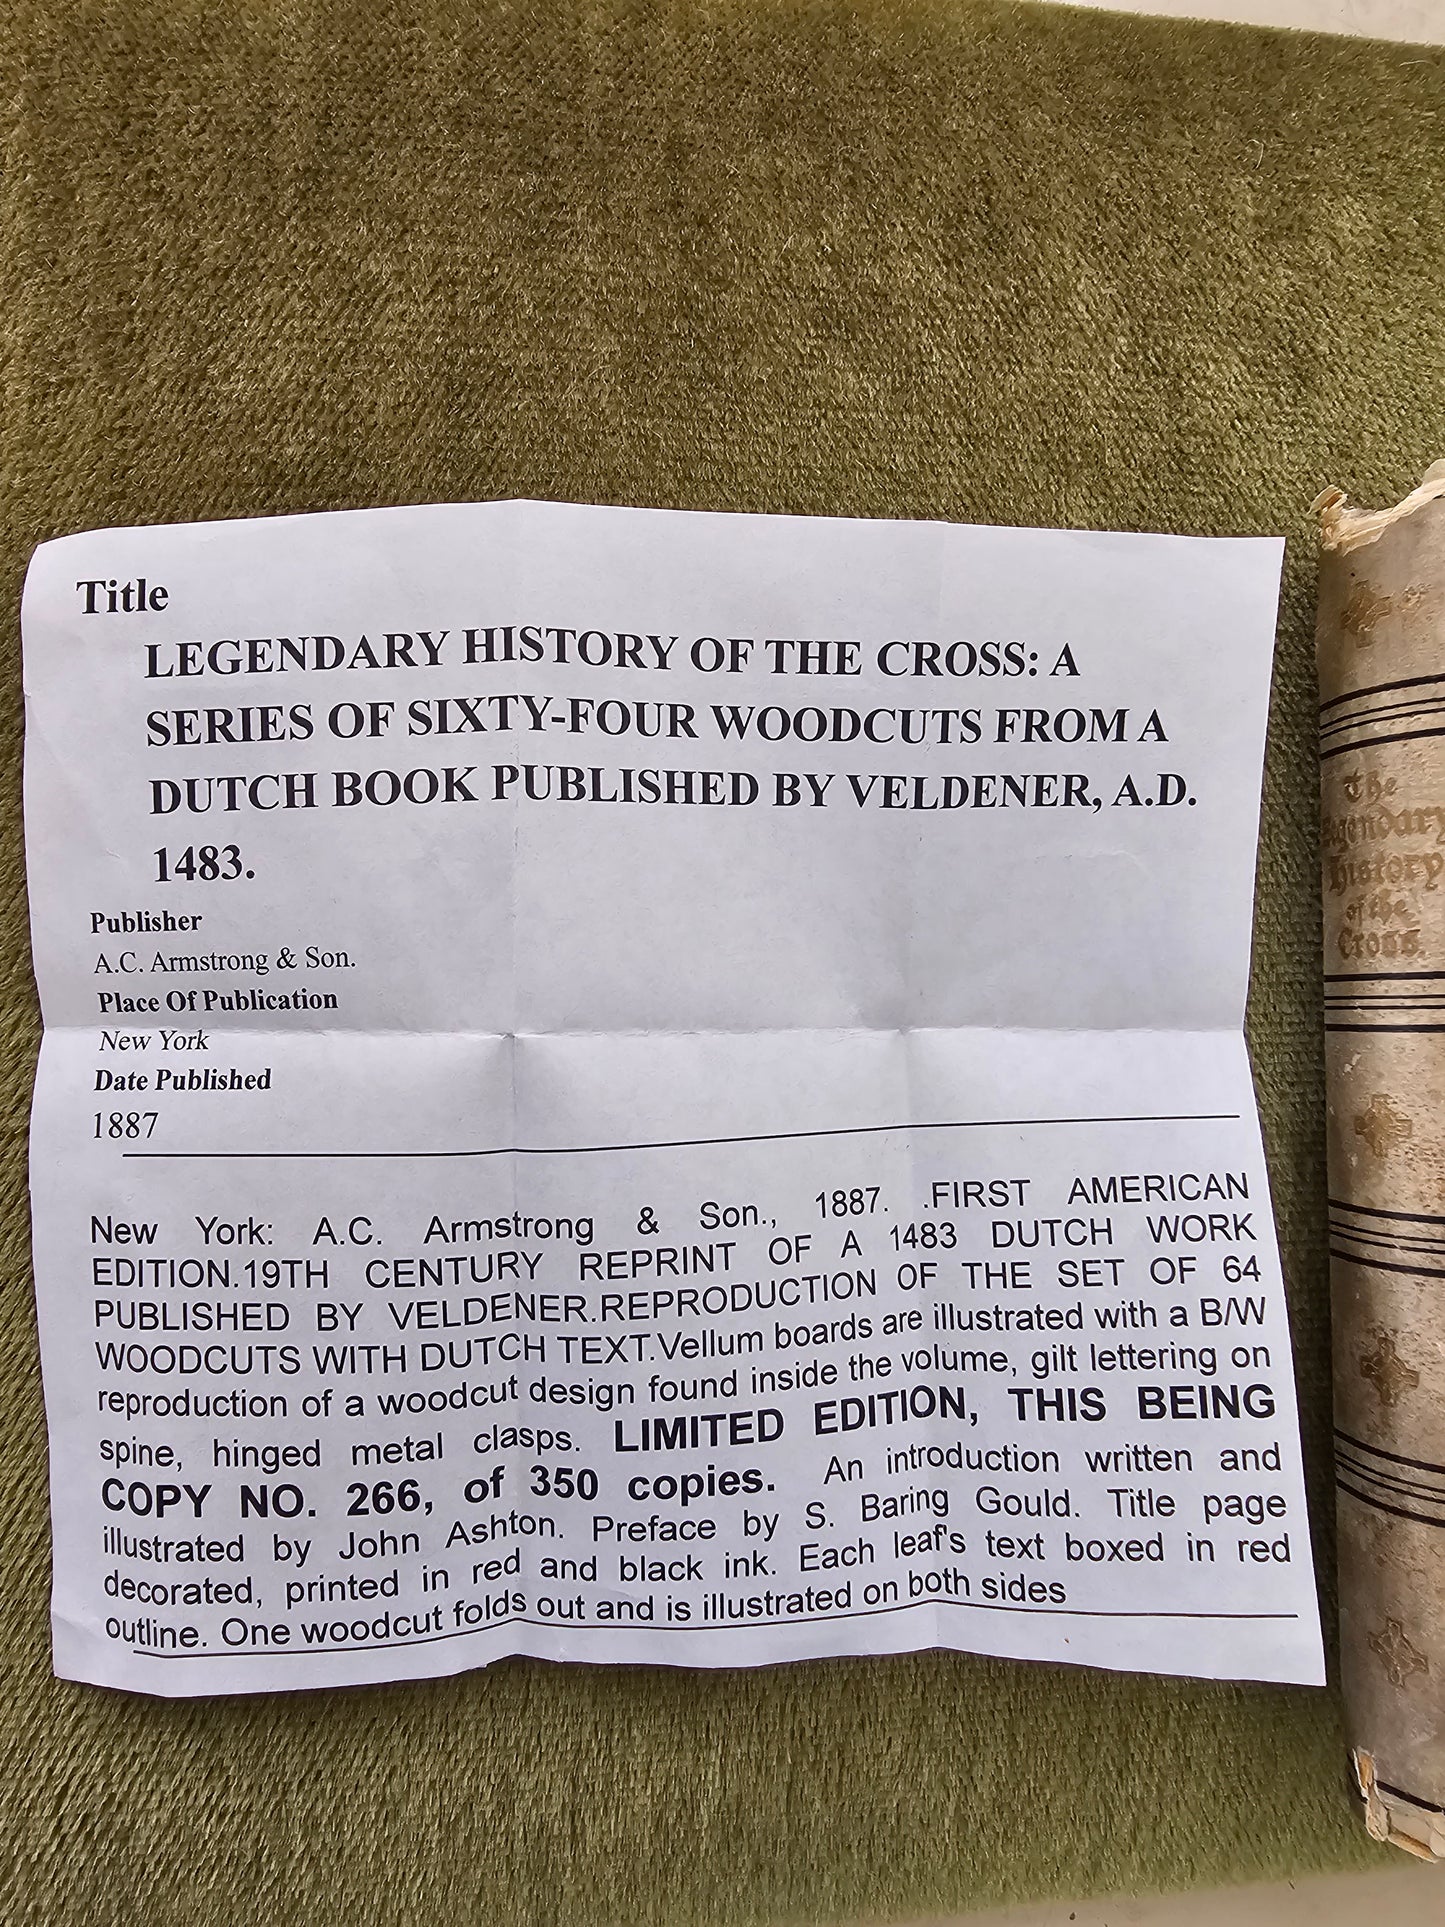 Title
LEGENDARY HISTORY OF THE CROSS: A
SERIES OF SIXTY-FOUR WOODCUTS FROM A
DUTCH BOOK PUBLISHED BY VELDENER, A.D.
1483.
Publisher
A.C. Armstrong & Son.
Place Of Publication
New York
Date Published
1887
New York: A.C. Armstrong & Son., 1887. .FIRST AMERICAN
EDITION.19TH CENTURY REPRINT OF A 1483 DUTCH WORK
PUBLISHED BY VELDENER.REPRODUCTION OF THE SET OF 64
WOODCUTS WITH DUTCH TEXT.Vellum boards are illustrated with a B/W
reproduction of a woodcut design found inside the volume, gilt lettering on
spine, hinged metal clasps. LIMITED EDITION, THIS BEING
COPY NO. 266, of 350 copies. An introduction written and
illustrated by John Ashton. Preface by S. Baring Gould. Title page
decorated, printed in red and black ink. Each leaf's text boxed in red
outline. One woodcut folds out and is illustrated on both sides
The
Legendary
History
of the
Cross